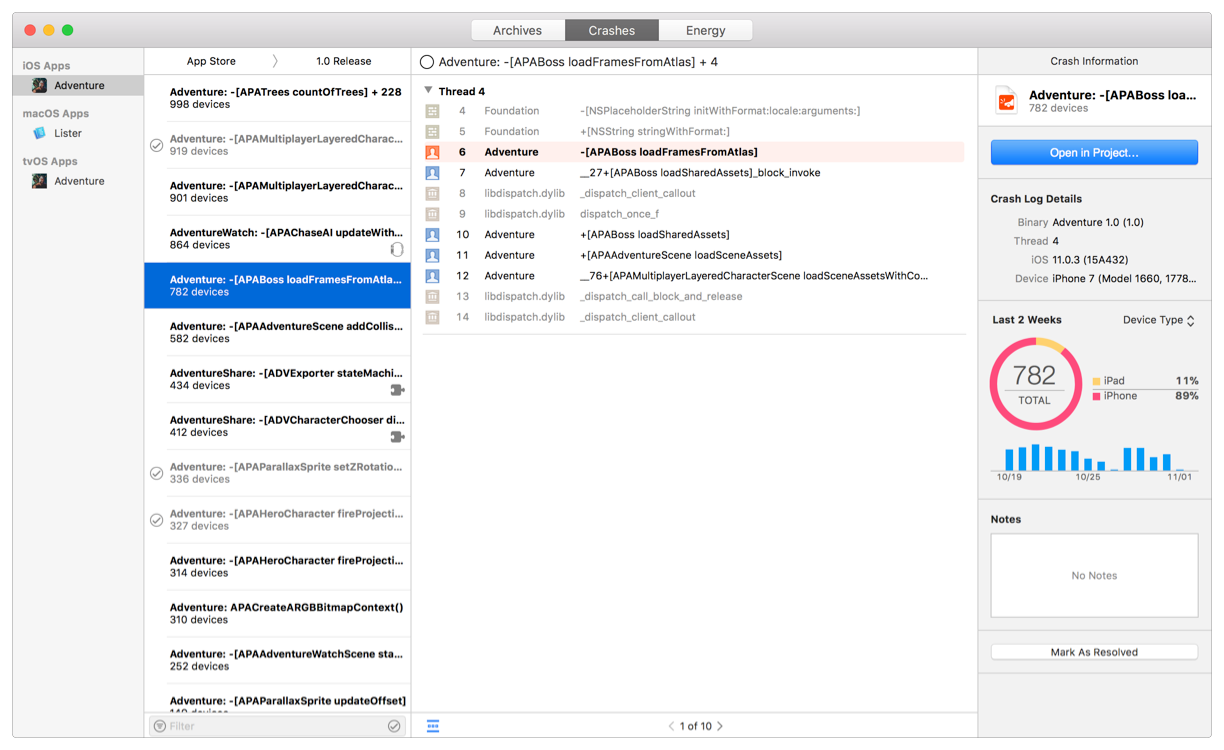 Archives
Crashes
Energy
iOS Apps
Adventure
macOS Apps
Lister
tvOS Apps
Adventure
App Store
1.0 Release
Adventure: -[APATrees countOfTrees] + 228
998 devices
Adventure: -[APAMultiplayerLayeredCharac...
919 devices
Adventure: -[APAMultiplayerLayeredCharac...
901 devices
AdventureWatch: -[APAChaseAI updateWith...
864 devices
Adventure: -[APABoss loadFramesFromAtla...
782 devices
Adventure: -[APAAdventureScene addCollis...
582 devices
AdventureShare: -[ADVExporter stateMachi...
434 devices
AdventureShare: -[ADVCharacterChooser di...
412 devices
Adventure: -[APAParallaxSprite setZRotatio...
336 devices
Adventure: -[APAHeroCharacter fireProjecti...
327 devices
Adventure: -[APAHeroCharacter fireProjecti...
314 devices
Adventure: APACreateARGBBitmapContext()
310 devices
Adventure: -[APAAdventureWatchScene sta...
252 devices
Adventure: -[APAParallaxSprite updateOffset]
Filter
Adventure: -[APABoss loadFramesFromAtlas] + 4
Thread 4
4 Foundation -[NSPlaceholderString initWithFormat:locale:arguments:]
5 Foundation +[NSString stringWithFormat:]
6 Adventure -[APABoss loadFramesFromAtlas]
7 Adventure __27+[APABoss loadSharedAssets]_block_invoke
8 libdispatch.dylib _dispatch_client_callout
9 libdispatch.dylib dispatch_once_f
10 Adventure +[APABoss loadSharedAssets]
11 Adventure +[APAAdventureScene loadSceneAssets]
12 Adventure __76+[APAMultiplayerLayeredCharacterScene loadSceneAssetsWithCo...
13 libdispatch.dylib _dispatch_call_block_and_release
14 libdispatch.dylib _dispatch_client_callout
1 of 10
Crash Information
Adventure: -[APABoss loa...
782 devices
Open in Project...
Crash Log Details
Binary Adventure 1.0 (1.0)
Thread 4
iOS 11.0.3 (15A432)
Device iPhone 7 (Model 1660, 1778...
Last 2 Weeks
Device Type
782
TOTAL
iPad 11%
iPhone 89%
10/19 10/25 11/01
Notes
No Notes
Mark As Resolved